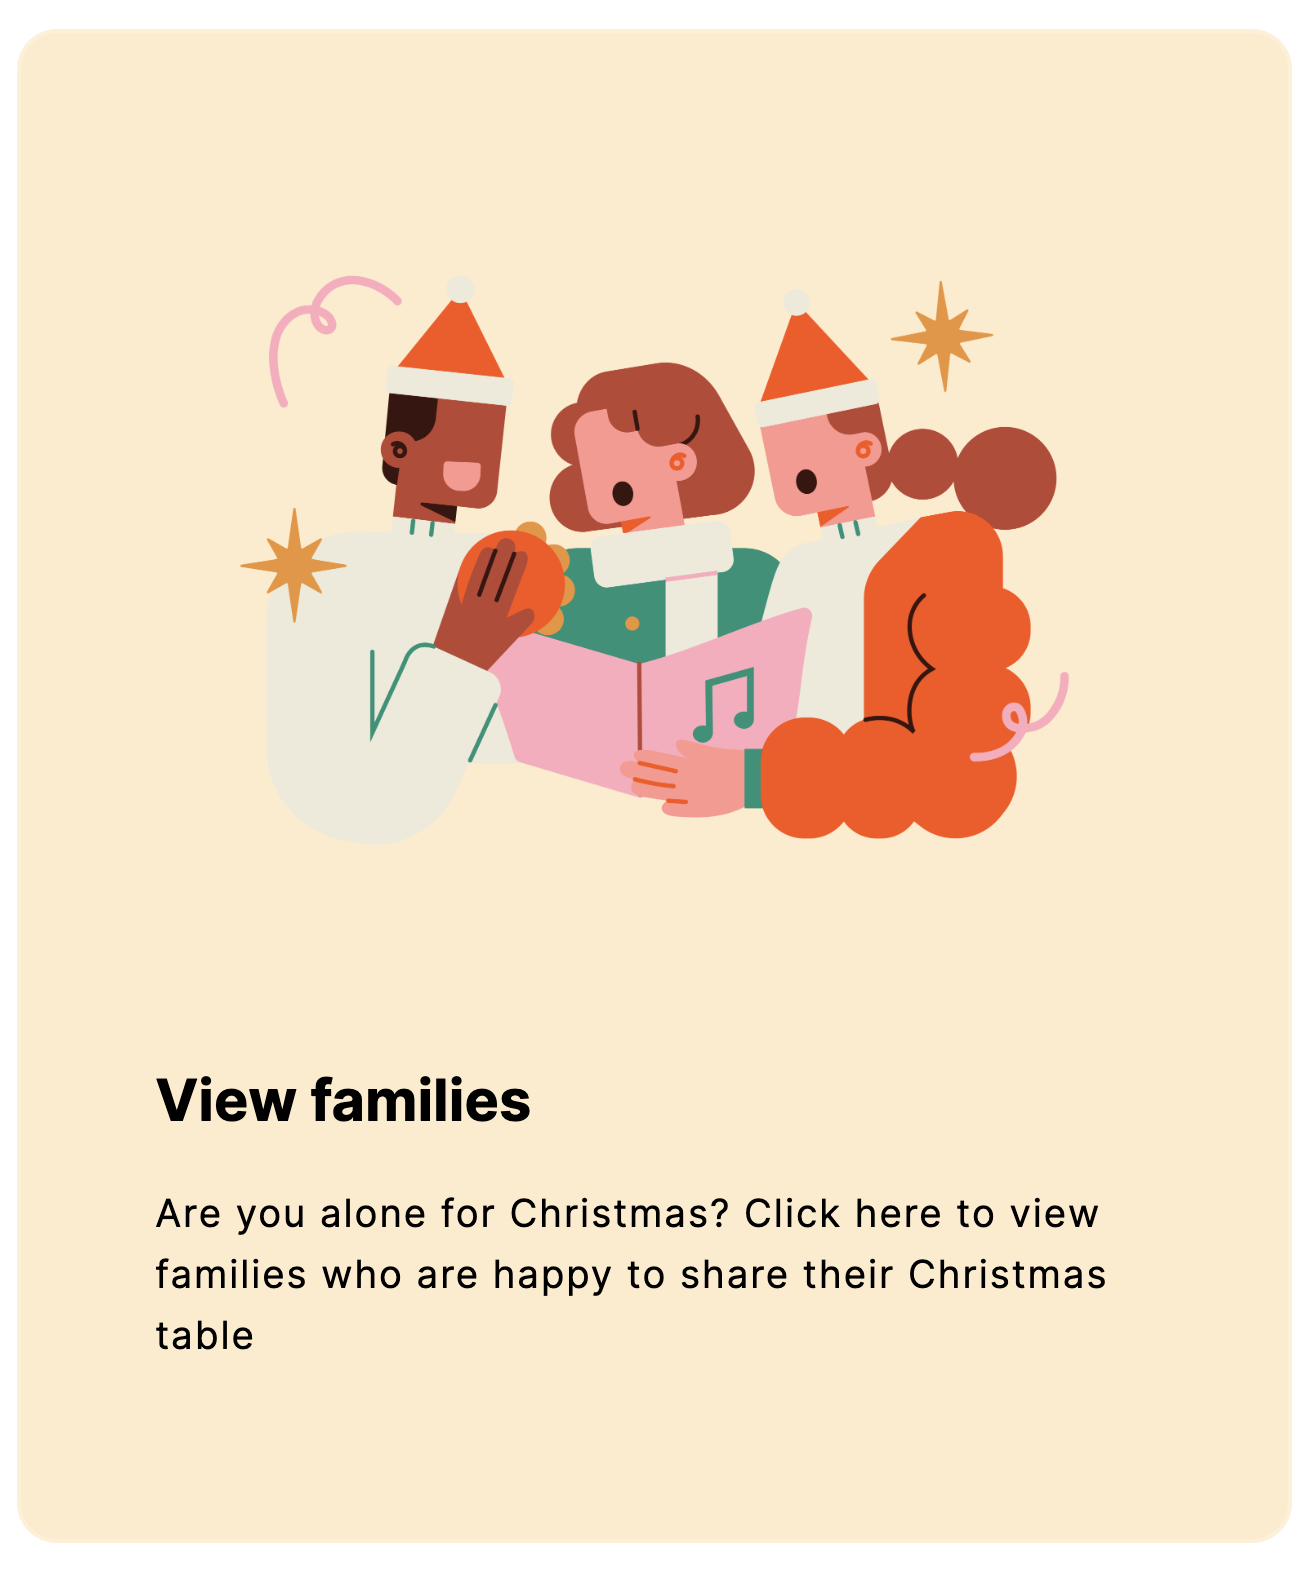 View families
Are you alone for Christmas? Click here to view
families who are happy to share their Christmas
table